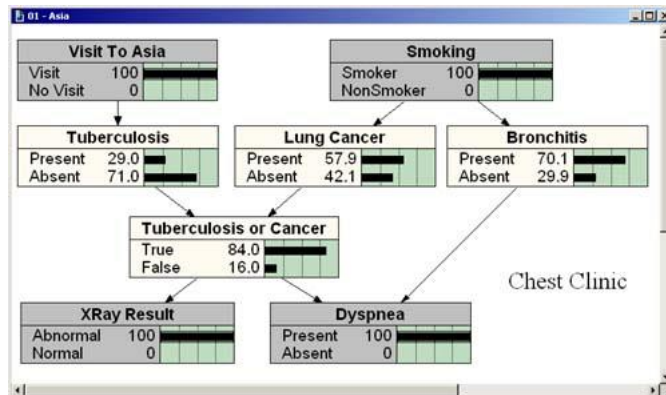 01 - Asia
Visit To Asia
Visit 100
No Visit 0
Smoking
Smoker 100
NonSmoker 0
Tuberculosis
Present 29.0
Absent 71.0
Lung Cancer
Present 57.9
Absent 42.1
Bronchitis
Present 70.1
Absent 29.9
Tuberculosis or Cancer
True 84.0
False 16.0
Chest Clinic
XRay Result
Abnormal 100
Normal 0
Dyspnea
Present 100
Absent 0